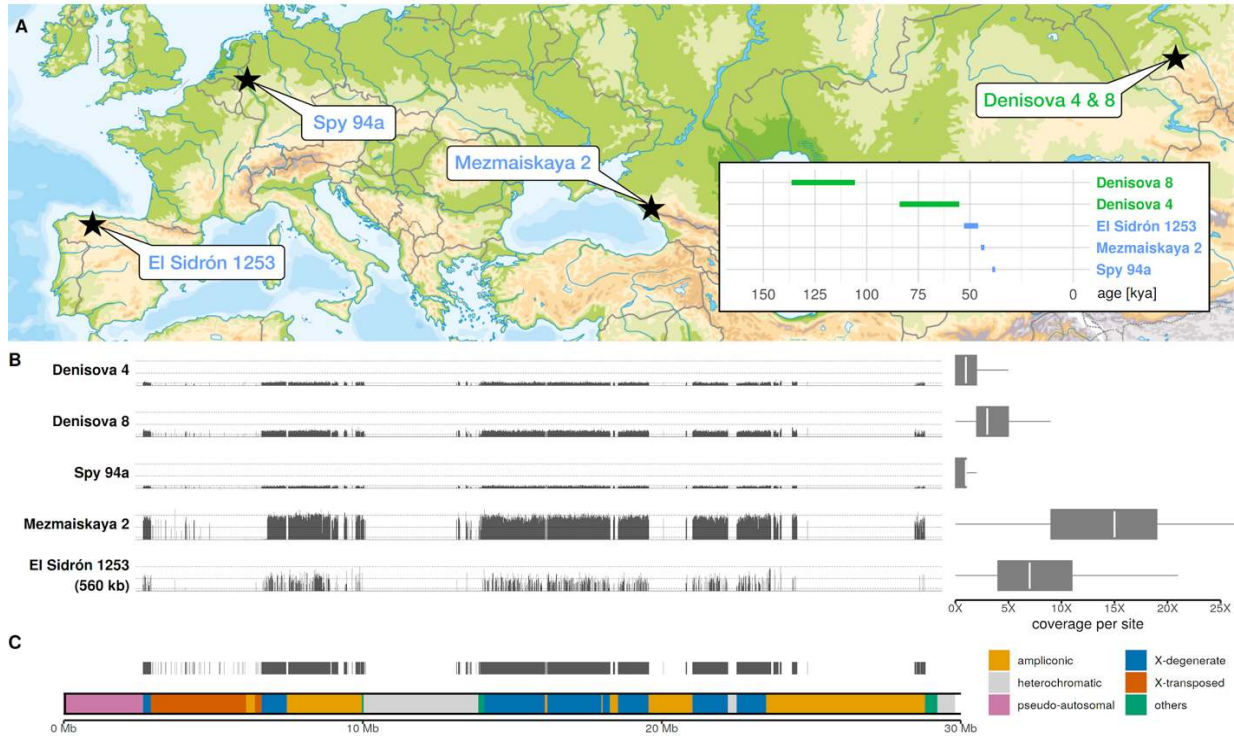 A
Spy 94a
Denisova 4 & 8
Mezmaiskaya 2
El Sidrón 1253
Denisova 8
Denisova 4
El Sidrón 1253
Mezmaiskaya 2
Spy 94a
150 125 100 75 50 0 age [kya]
B
Denisova 4
Denisova 8
Spy 94a
Mezmaiskaya 2
El Sidrón 1253
(560 kb)
0X 5X 10X 15X 20X 25X
coverage per site
C
ampliconic X-degenerate
heterochromatic X-transposed
pseudo-autosomal others
0 Mb 10 Mb 20 Mb 30 Mb